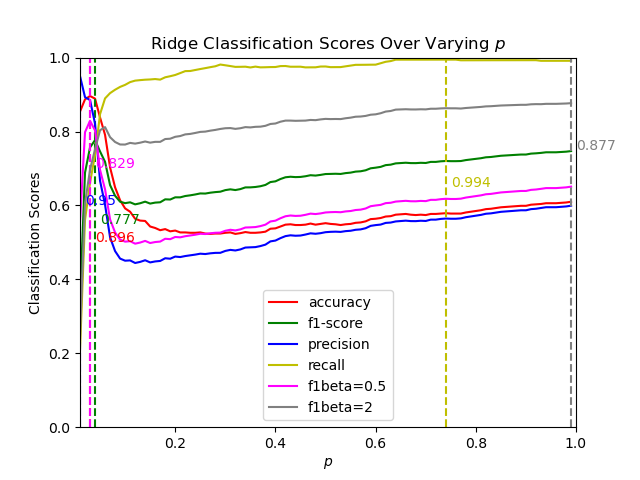 Ridge Classification Scores Over Varying p
1.0
0.8
0.6
0.4
0.2
0.0
Classification Scores
0.877
0.829
0.994
0.95
0.777
0.896
accuracy
f1-score
precision
recall
f1beta=0.5
f1beta=2
0.2 0.4 0.6 0.8 1.0
p